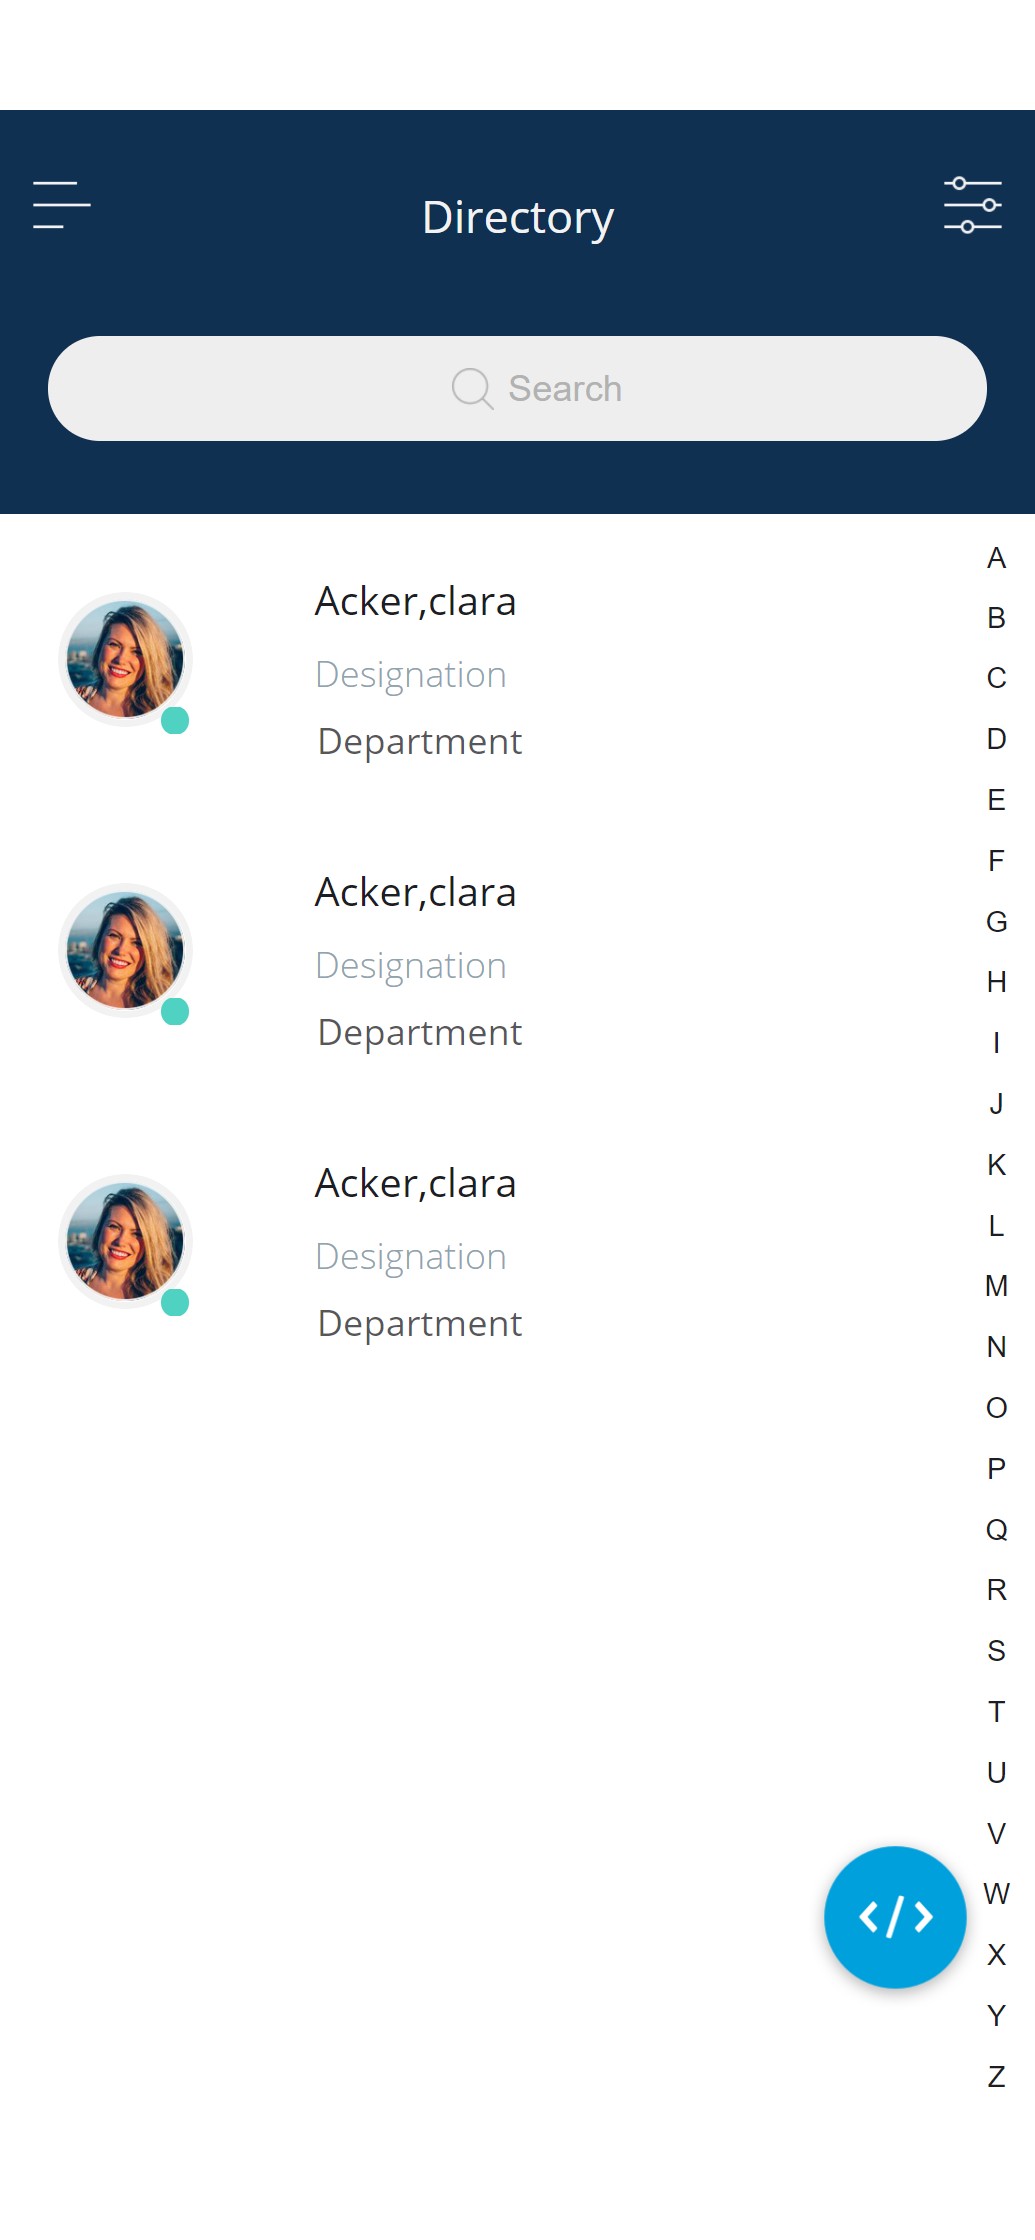 Directory
Search
Acker,clara
Designation
Department
Acker,clara
Designation
Department
Acker,clara
Designation
Department
A
B
C
D
E
F
G
H
I
J
K
L
M
N
O
P
Q
R
S
T
U
V
W
X
Y
Z